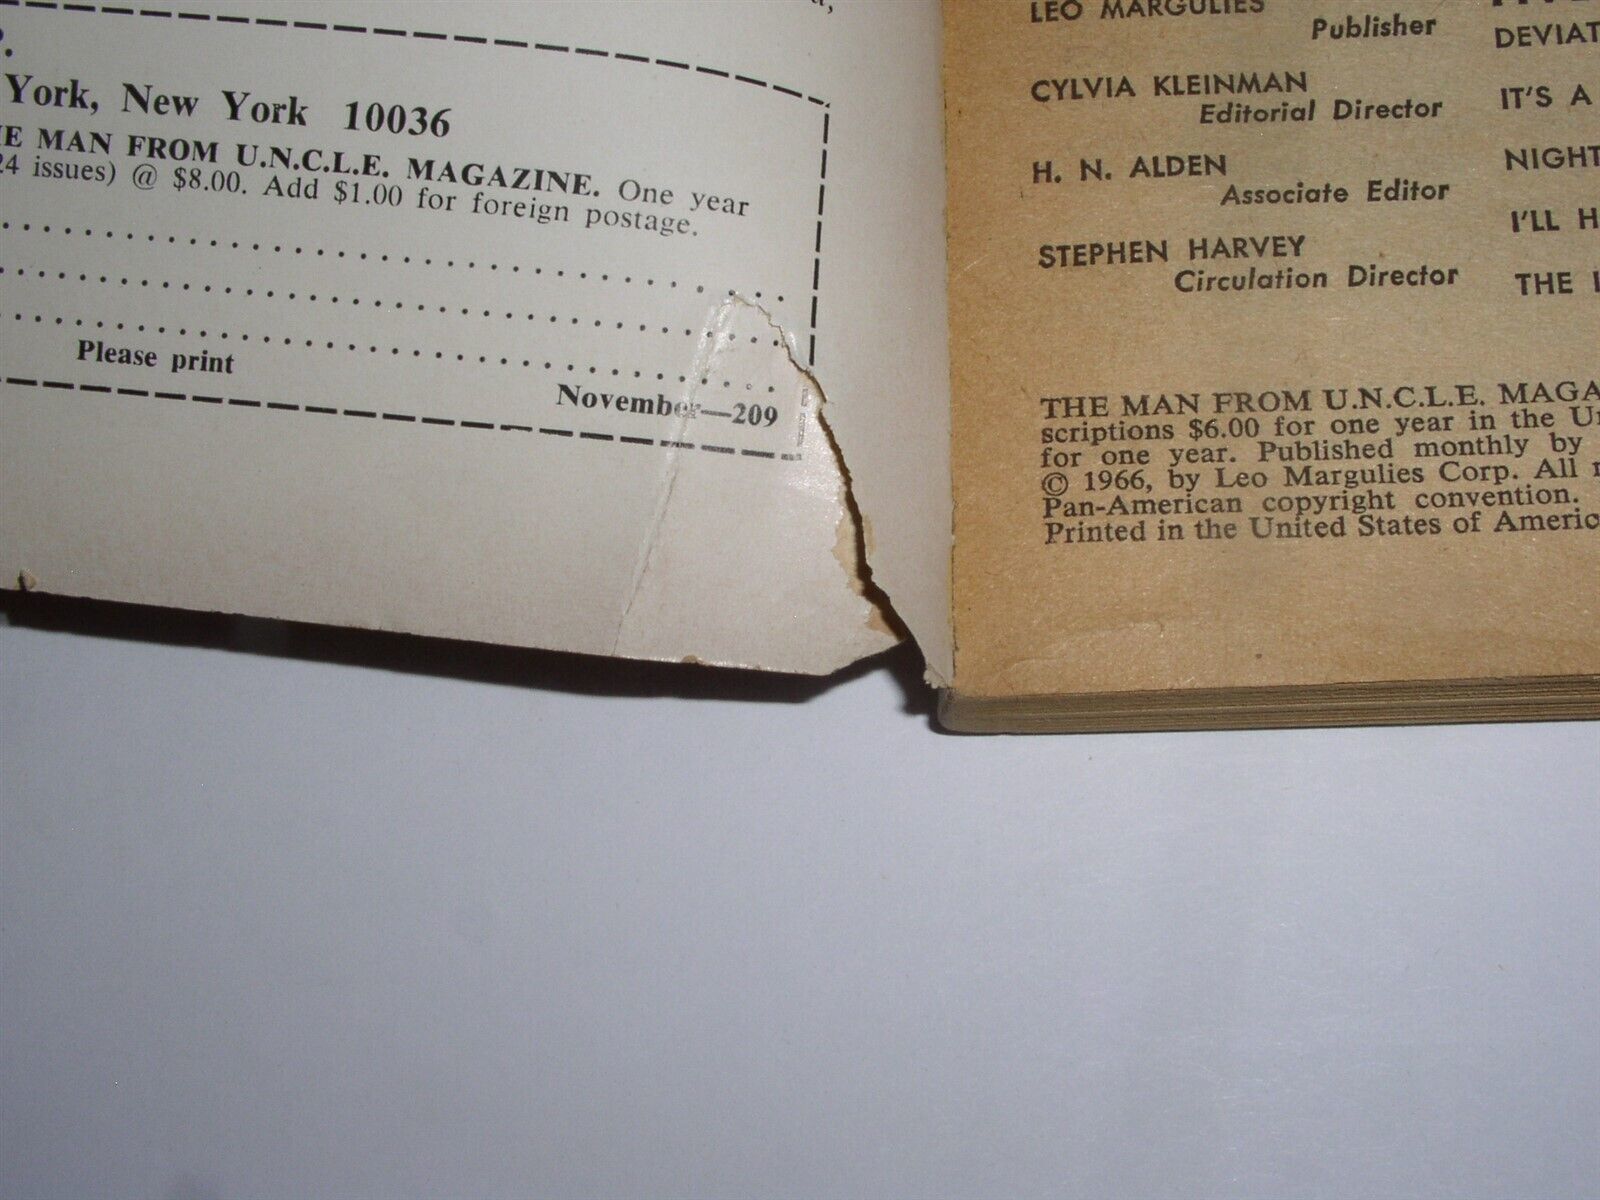 York, New York 10036
MAN FROM U.N.C.L.E. MAGAZINE. One year
issues) @ $8.00. Add $1.00 for foreign postage.
Please print
November—209
LEO MARGULIES
Publisher
CYLVIA KLEINMAN
Editorial Director
H. N. ALDEN
Associate Editor
STEPHEN HARVEY
Circulation Director
DEVIAT
IT'S A
NIGHT
I'LL H
THE
THE MAN FROM U.N.C.L.E. MAGA
scriptions $6.00 for one year in the Un
for one year. Published monthly by
© 1966, by Leo Margulies Corp. All
Pan-American copyright convention.
Printed in the United States of Americ